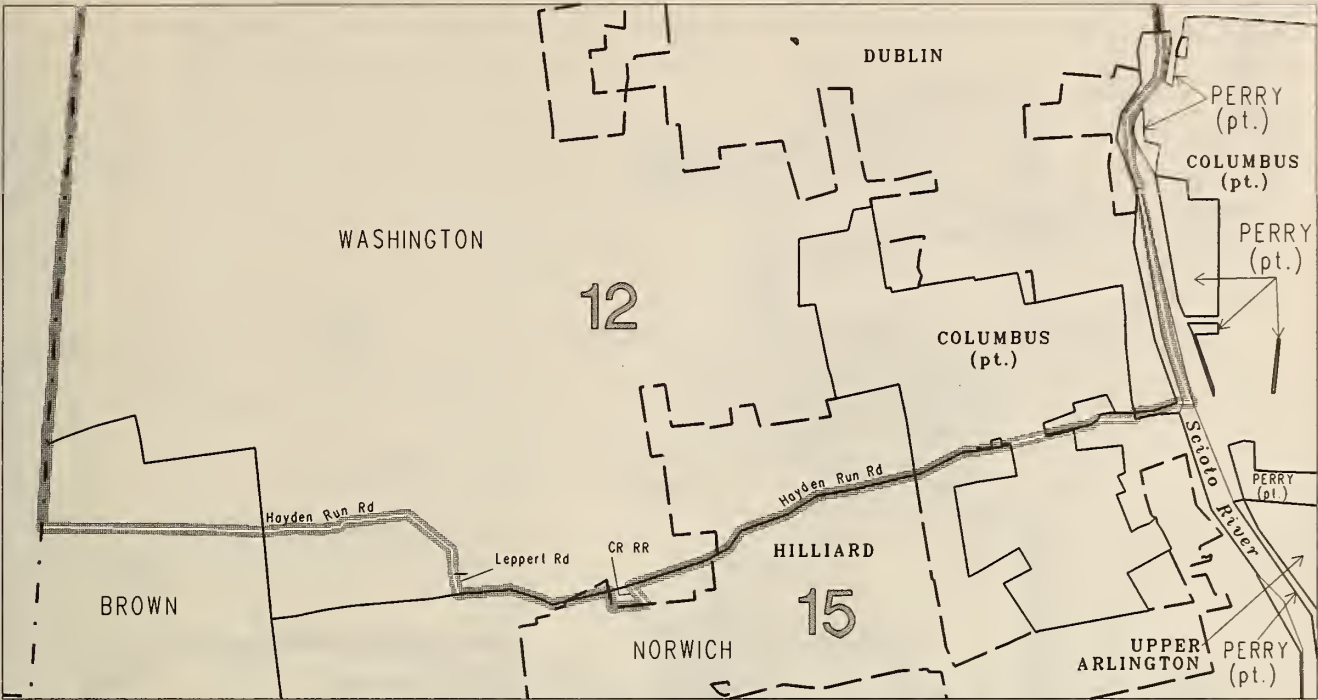 DUBLIN
PERRY
(pt.)
COLUMBUS
(pt.)
WASHINGTON
PERRY
(pt.)
12
COLUMBUS
(pt.)
Scioto River
Hayden Run Rd
PERRY
(pt.)
Hayden Run Rd
CR RR
HILLIARD
Leppert Rd
BROWN
15
NORWICH
UPPER
ARLINGTON
PERRY
(pt.)